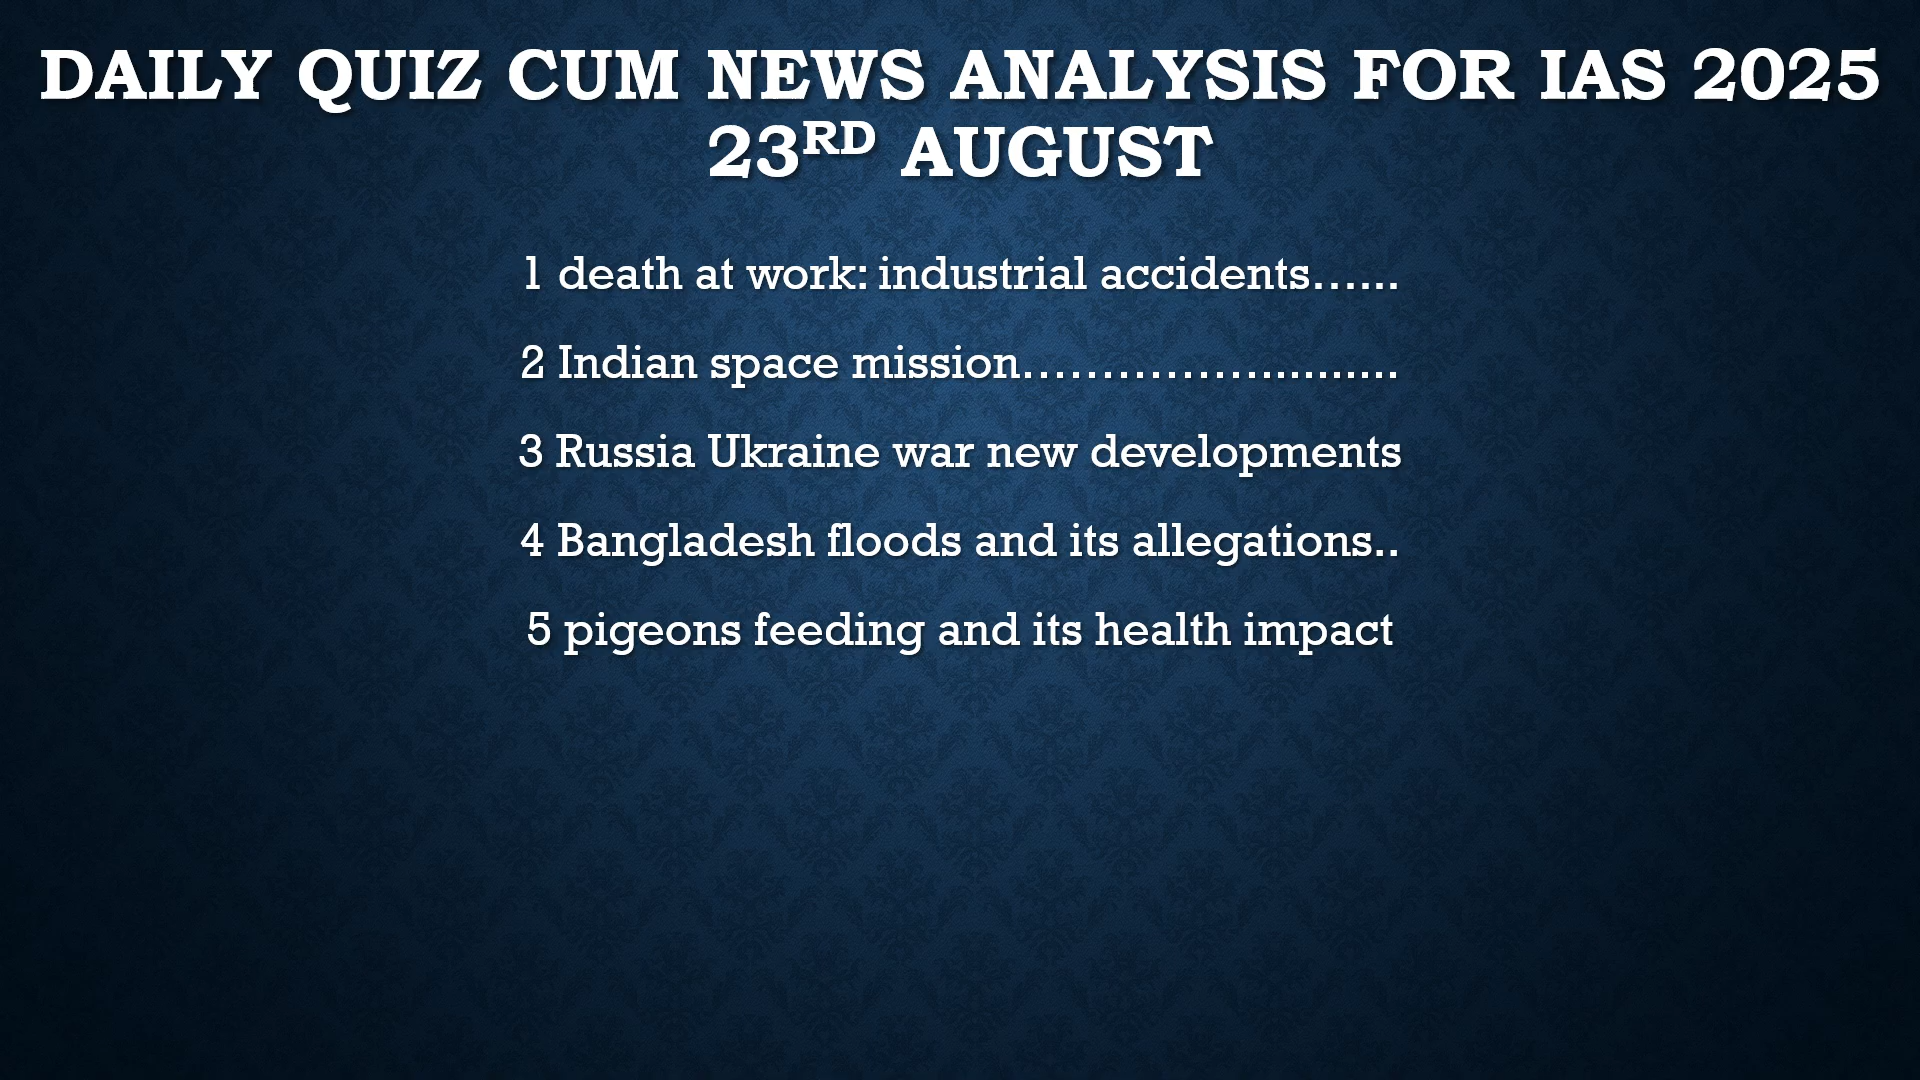 DAILY QUIZ CUM NEWS ANALYSIS FOR IAS 2025
23RD AUGUST
1 death at work: industrial accidents…...
2 Indian space mission……………..........
3 Russia Ukraine war new developments
4 Bangladesh floods and its allegations..
5 pigeons feeding and its health impact